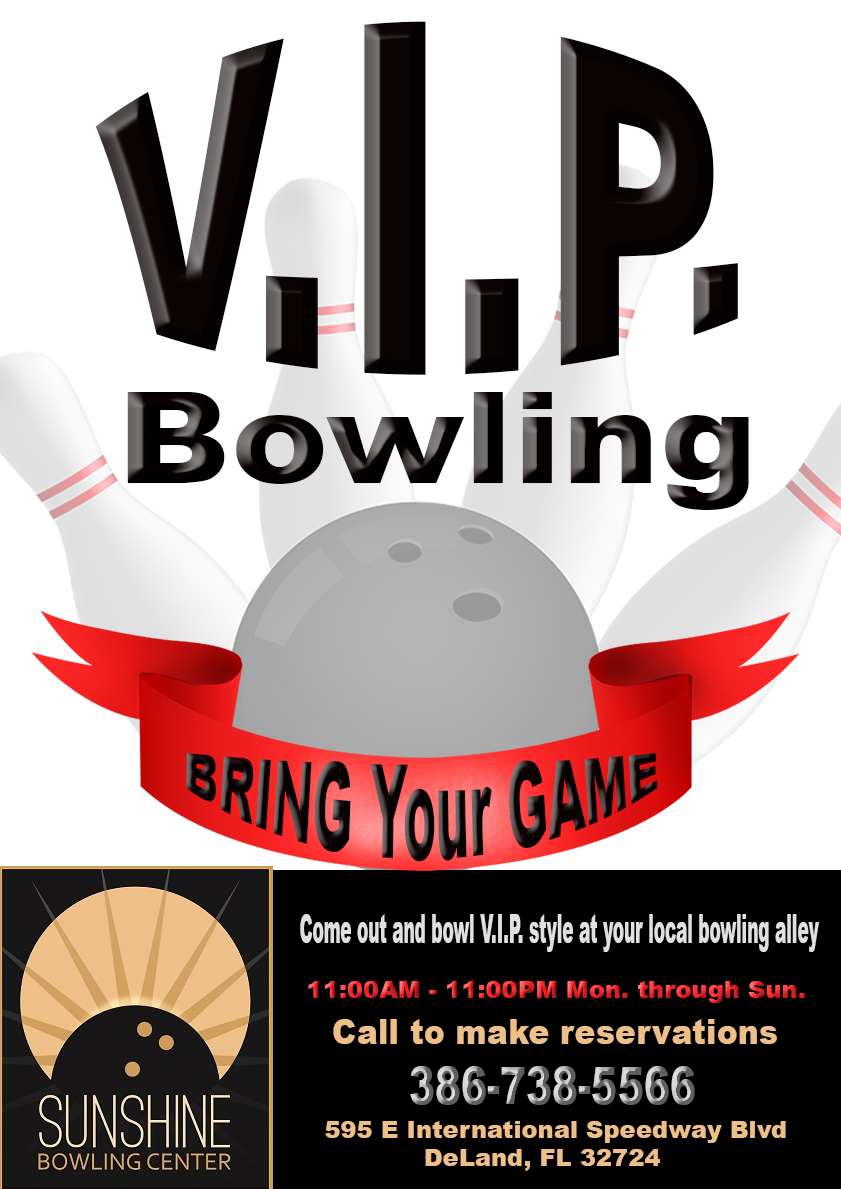 V.I.P.
Bowling
BRING Your GAME
Come out and bowl V.I.P. style at your local bowling alley
11:00AM - 11:00PM Mon. through Sun.
Call to make reservations
386-738-5566
595 E International Speedway Blvd
DeLand, FL 32724
SUNSHINE
BOWLING CENTER